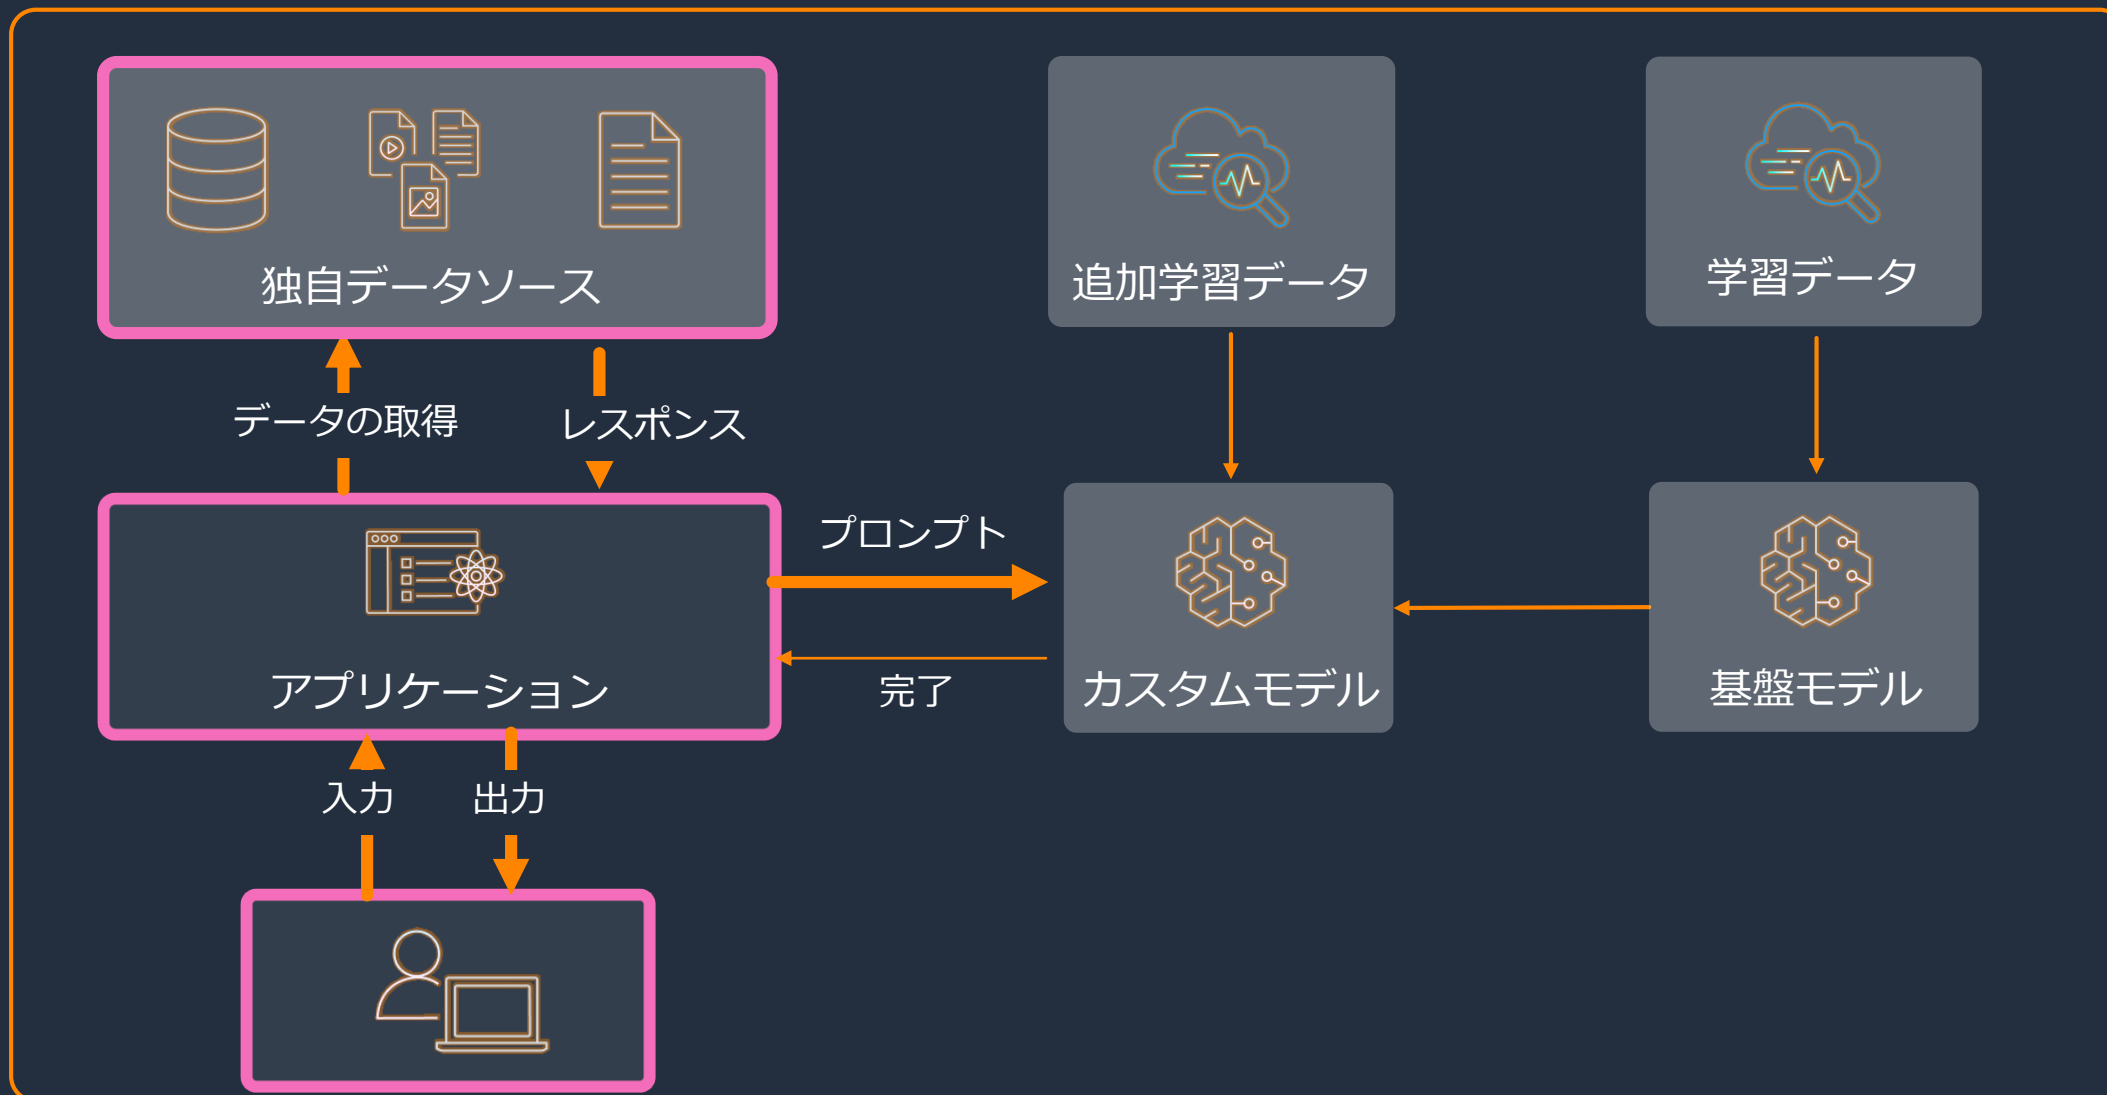 独自データソース
追加学習データ
学習データ
データの取得
レスポンス
プロンプト
アプリケーション
完了
カスタムモデル
基盤モデル
入力
出力